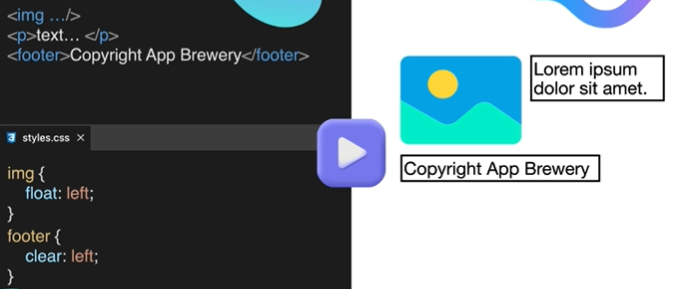 <img .../>
<p>text... </p>
<footer>Copyright App Brewery</footer>
styles.css
img {
float: left;
}
footer {
clear: left;
}
Lorem ipsum
dolor sit amet.
Copyright App Brewery